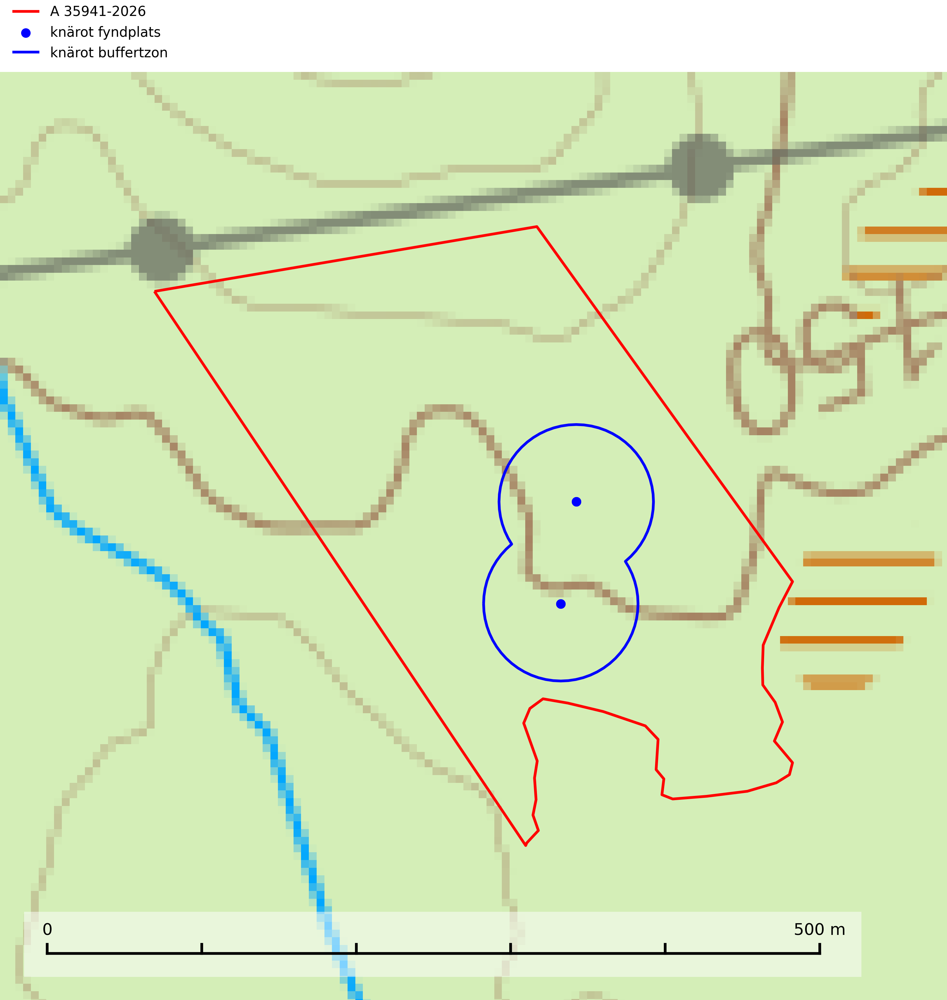 A 35941-2026
knärot fyndplats
knärot buffertzon
0 500 m